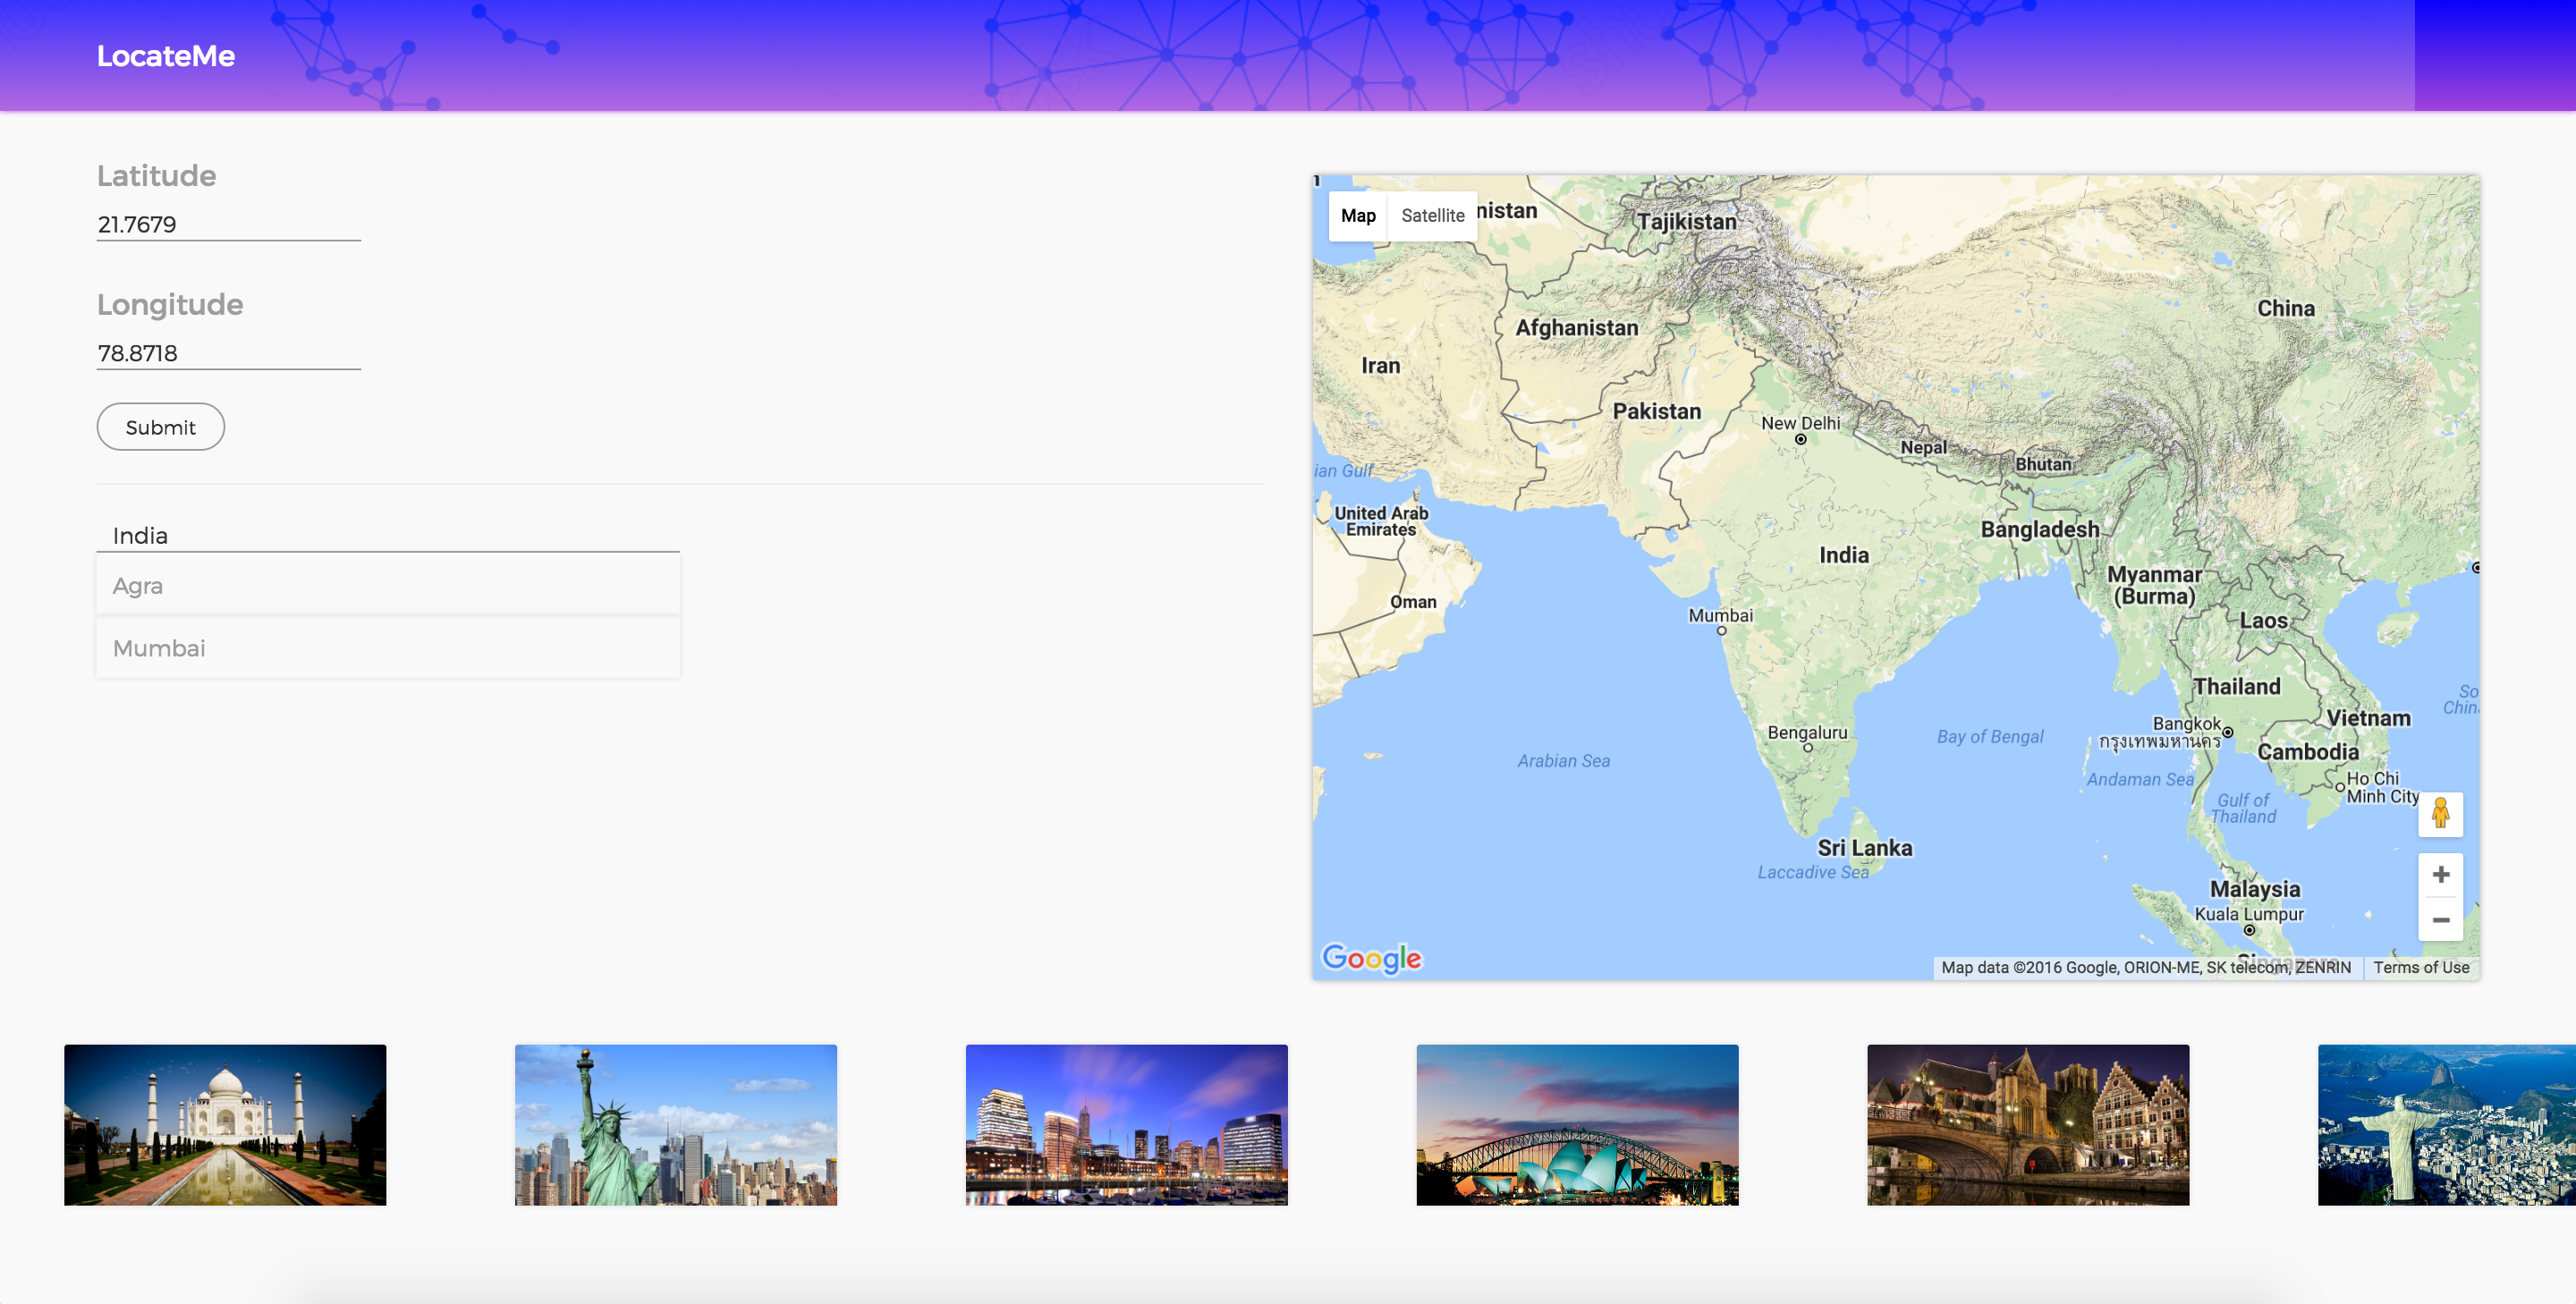 LocateMe
Latitude
21.7679
Longitude
78.8718
Submit
India
Agra
Mumbai
Map Satellite
nistan
Tajikistan
China
Afghanistan
Iran
Pakistan
New Delhi
Nepal
Bhutan
ian Gulf
United Arab
Emirates
Bangladesh
India
Myanmar
(Burma)
Oman
Mumbai
Laos
Thailand
So
Chin
Vietnam
Bangkok
กรุงเทพมหานคร
Bengaluru
Bay of Bengal
Cambodia
Arabian Sea
Andaman Sea
Ho Chi
Minh City
Gulf of
Thailand
Sri Lanka
Laccadive Sea
Malaysia
Kuala Lumpur
Singapore
Google
Map data ©2016 Google, ORION-ME, SK telecom, ZENRIN
Terms of Use